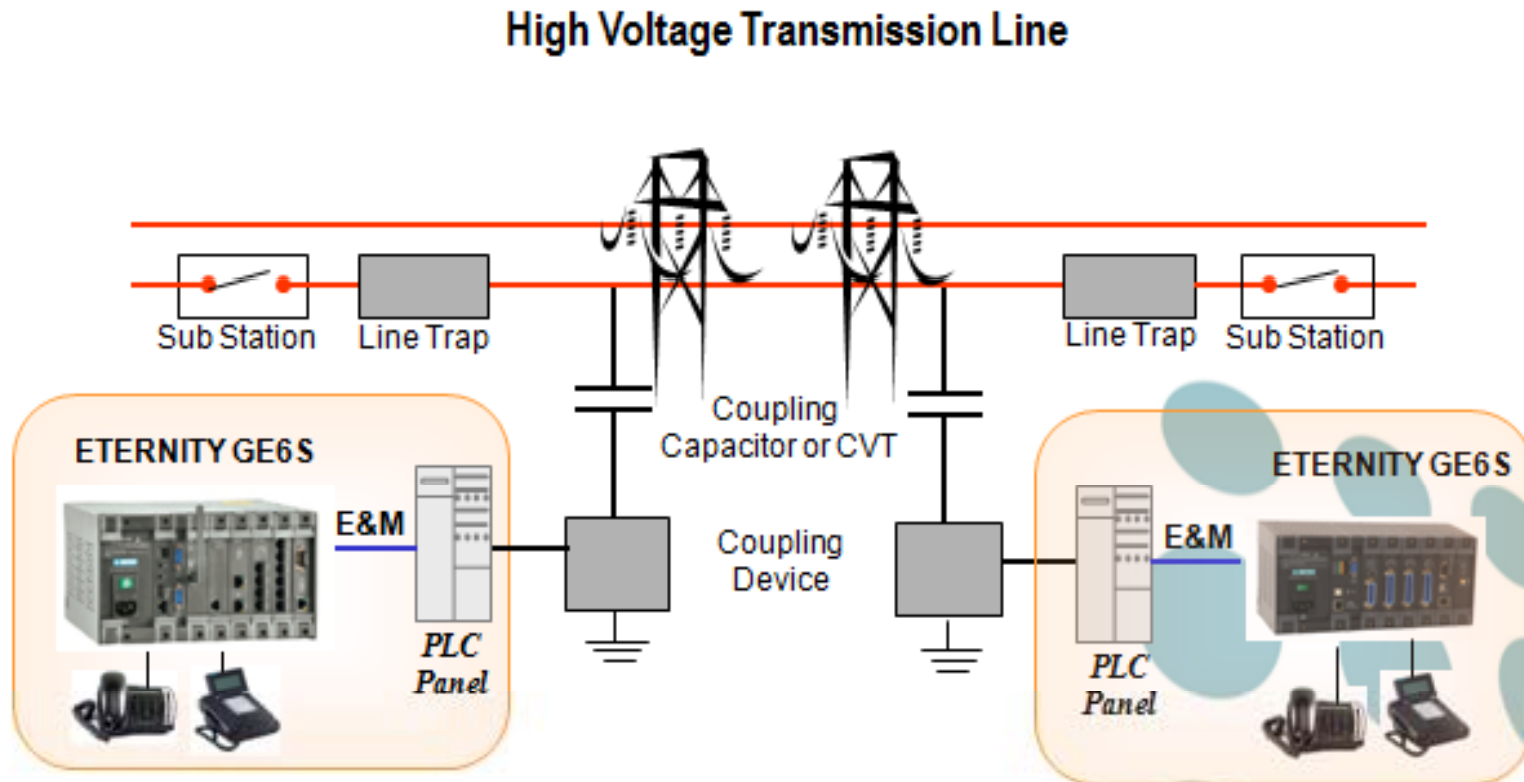 High Voltage Transmission Line
Sub Station
Line Trap
Line Trap
Sub Station
Coupling
Capacitor or CVT
ETERNITY GE6S
E&M
PLC
Panel
Coupling
Device
ETERNITY GE6S
E&M
PLC
Panel